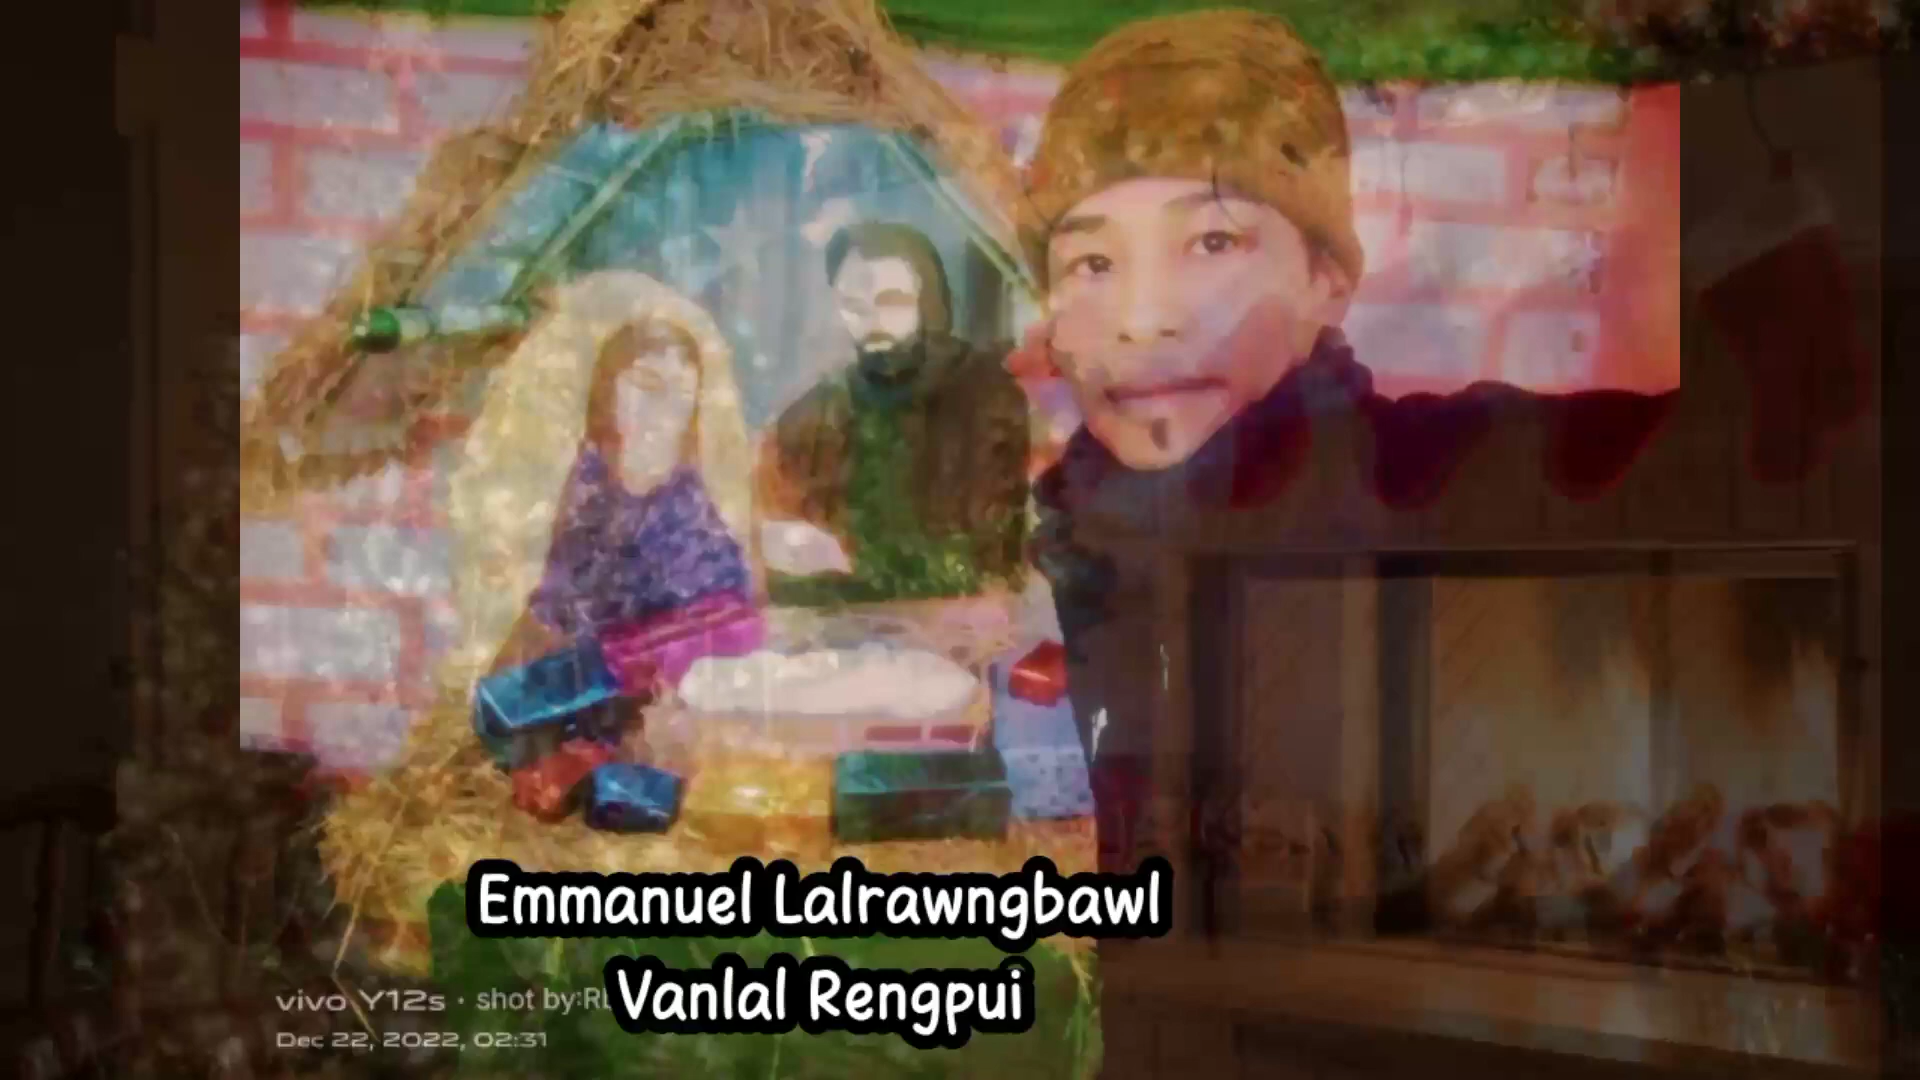 Emmanuel Lalrawngbawl
Vanlal Rengpui
vivo Y12s · shot by:
Dec 22, 2022, 02:31